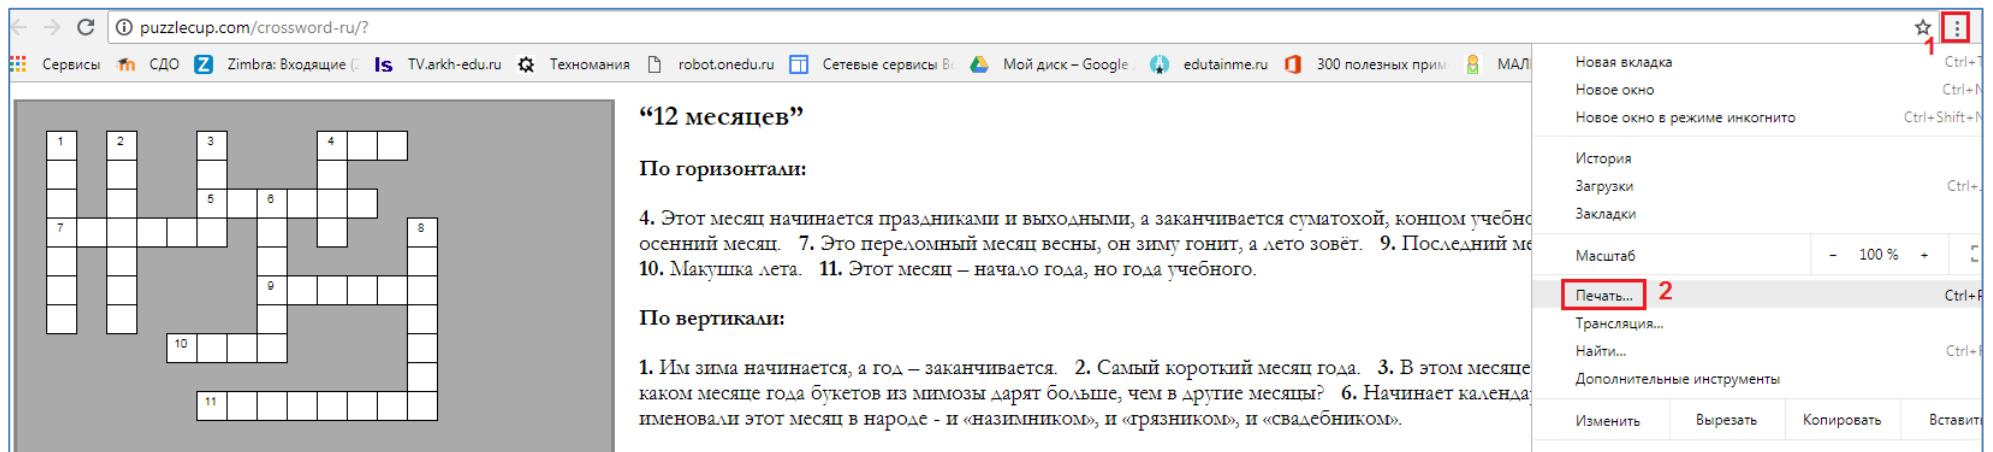 puzzlecup.com/crossword-ru/?
1
Сервисы СДО Zimbra: Входящие ( TV.arkh-edu.ru Техномания robot.onedu.ru Сетевые сервисы Мой диск – Google edutainme.ru 300 полезных прим
Новая вкладка
Новое окно Ctrl+N
Новое окно в режиме инкогнито Ctrl+Shift+N
История
Загрузки
Закладки
Масштаб - 100 % +
Печать... 2
Трансляция...
Найти...
Дополнительные инструменты
Изменить Вырезать Копировать Вставить
1 2 3 4
5 6
7 8
9
10
11
“12 месяцев”
По горизонтали:
4. Этот месяц начинается праздниками и выходными, а заканчивается суматохой, концом
осенний месяц. 7. Это переломный месяц весны, он зиму гонит, а лето зовёт. 9. Последний
10. Макушка лета. 11. Этот месяц – начало года, но года учебного.
По вертикали:
1. Им зима начинается, а год – заканчивается. 2. Самый короткий месяц года. 3. В этом месяце
каком месяце года букетов из мимозы дарят больше, чем в другие месяцы? 6. Начинает
именовали этот месяц в народе - и «назимником», и «грязником», и «свадебником».